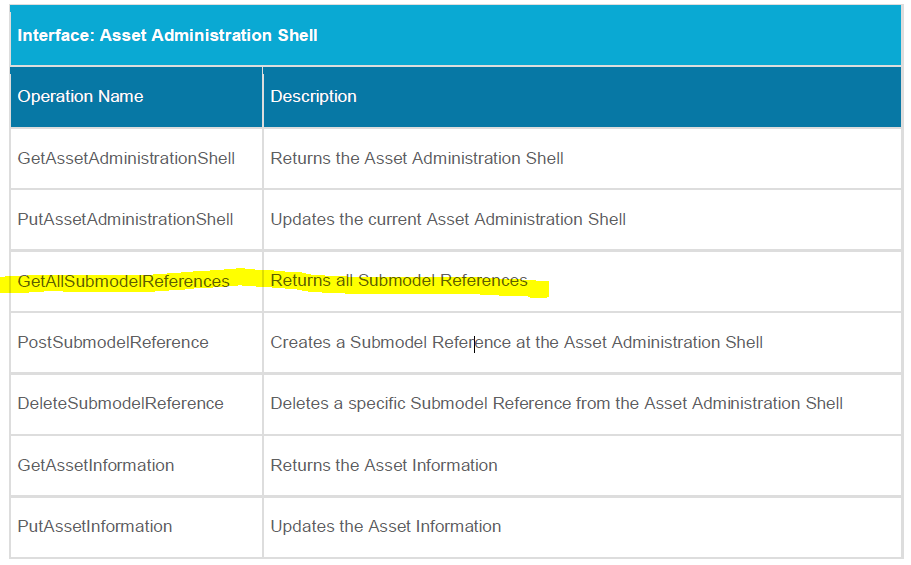 Interface: Asset Administration Shell
Operation Name Description
GetAssetAdministrationShell Returns the Asset Administration Shell
PutAssetAdministrationShell Updates the current Asset Administration Shell
GetAllSubmodelReferences Returns all Submodel References
PostSubmodelReference Creates a Submodel Reference at the Asset Administration Shell
DeleteSubmodelReference Deletes a specific Submodel Reference from the Asset Administration Shell
GetAssetInformation Returns the Asset Information
PutAssetInformation Updates the Asset Information